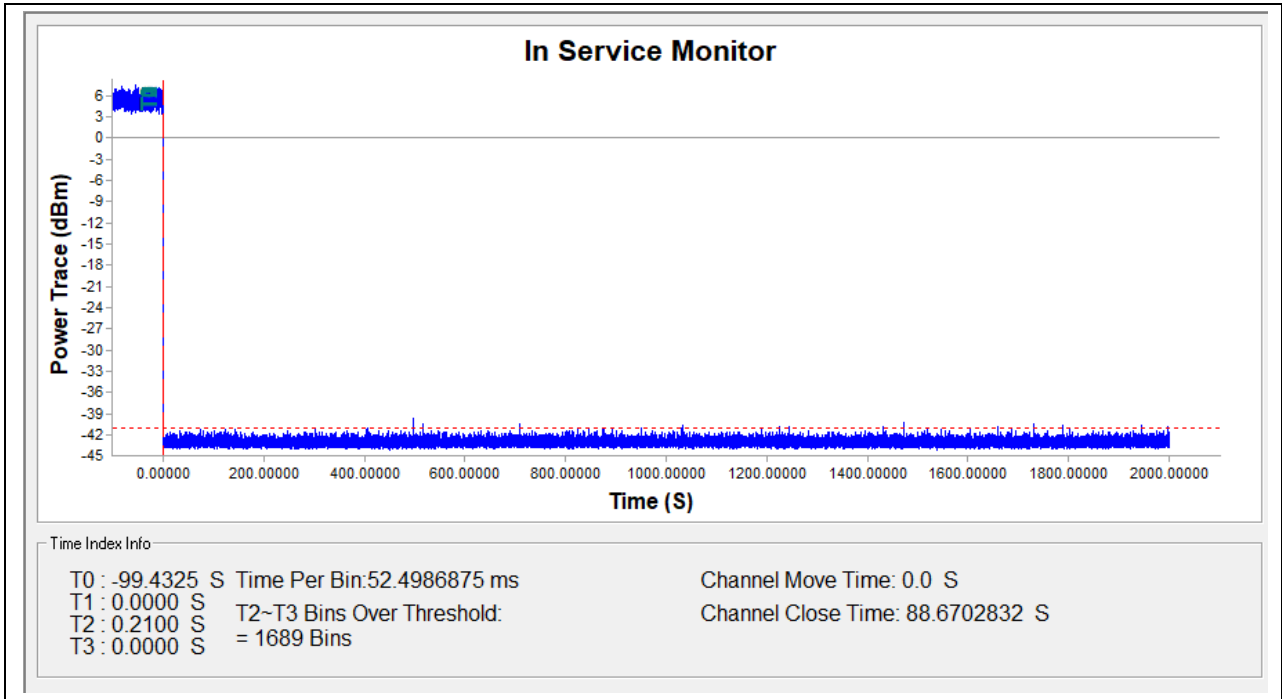 In Service Monitor
Power Trace (dBm)
6
3
0
-3
-6
-9
-12
-15
-18
-21
-24
-27
-30
-33
-36
-39
-42
-45
0.00000 200.00000 400.00000 600.00000 800.00000 1000.00000 1200.00000 1400.00000 1600.00000 1800.00000 2000.00000
Time (S)
Time Index Info
T0 : -99.4325 S Time Per Bin:52.4986875 ms Channel Move Time: 0.0 S
T1 : 0.0000 S
T2 : 0.2100 S T2~T3 Bins Over Threshold: Channel Close Time: 88.6702832 S
T3 : 0.0000 S = 1689 Bins